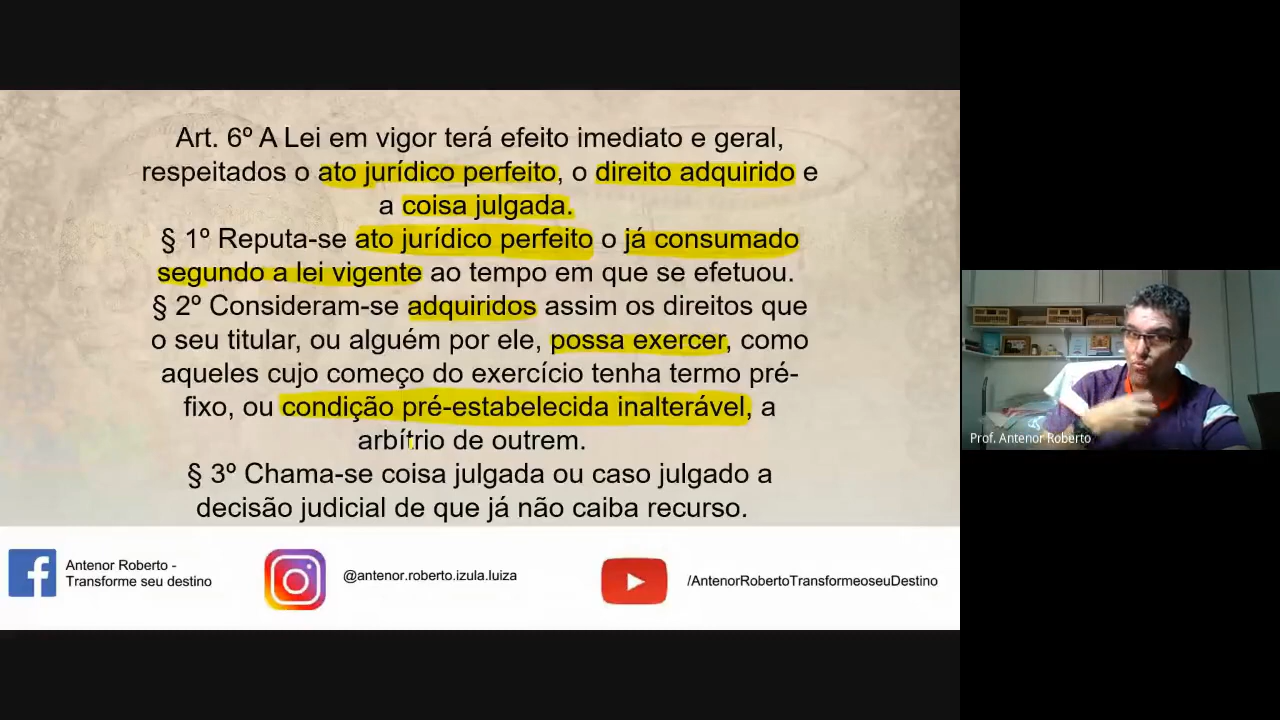 Art. 6º A Lei em vigor terá efeito imediato e geral,
respeitados o ato jurídico perfeito, o direito adquirido e
a coisa julgada.
§ 1º Reputa-se ato jurídico perfeito o já consumado
segundo a lei vigente ao tempo em que se efetuou.
§ 2º Consideram-se adquiridos assim os direitos que
o seu titular, ou alguém por ele, possa exercer, como
aqueles cujo começo do exercício tenha termo pré-
fixo, ou condição pré-estabelecida inalterável, a
arbítrio de outrem.
§ 3º Chama-se coisa julgada ou caso julgado a
decisão judicial de que já não caiba recurso.
Prof. Antenor Roberto
Antenor Roberto -
Transforme seu destino
@antenor.roberto.izula.luiza
/AntenorRobertoTransformeoseuDestino